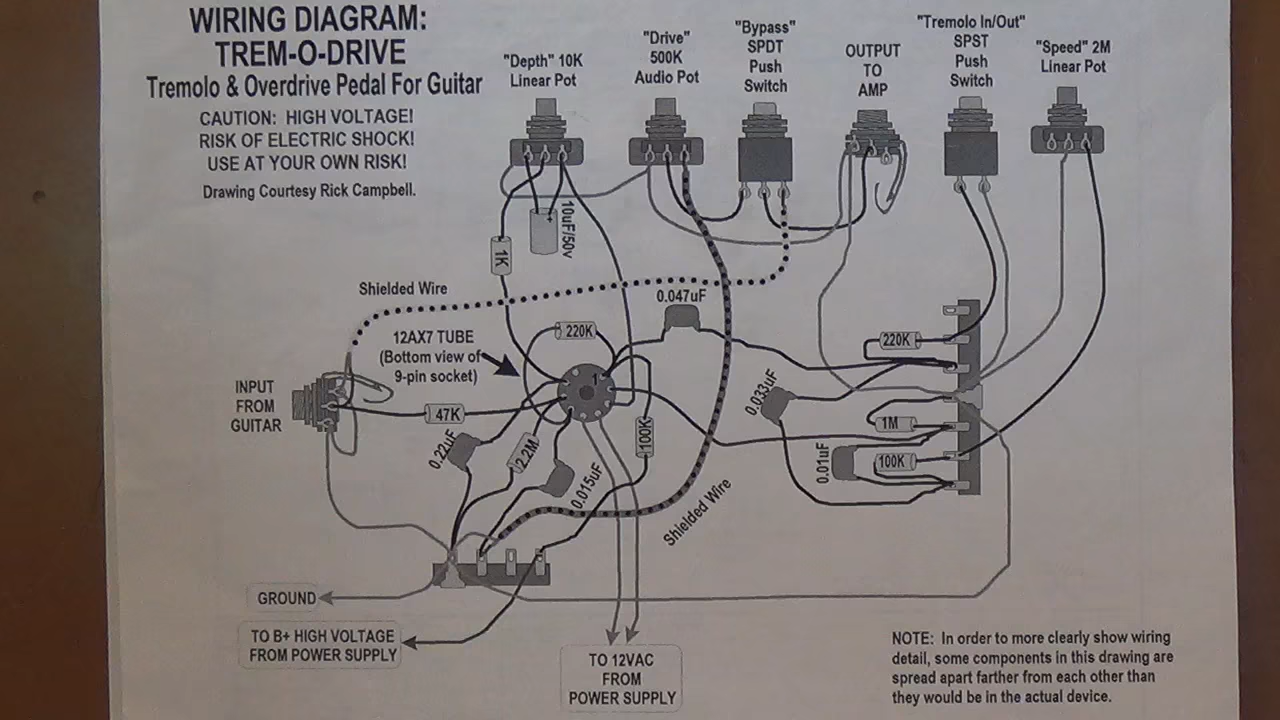 WIRING DIAGRAM:
TREM-O-DRIVE
Tremolo & Overdrive Pedal For Guitar
CAUTION: HIGH VOLTAGE!
RISK OF ELECTRIC SHOCK!
USE AT YOUR OWN RISK!
Drawing Courtesy Rick Campbell.
"Depth" 10K
Linear Pot
"Drive"
500K
Audio Pot
"Bypass"
SPDT
Push
Switch
OUTPUT
TO
AMP
"Tremolo In/Out"
SPST
Push
Switch
"Speed" 2M
Linear Pot
10uF/50v
+
1K
Shielded Wire
0.047uF
12AX7 TUBE
(Bottom view of
9-pin socket)
220K
1
220K
INPUT
FROM
GUITAR
47K
0.22uF
2.2M
0.015uF
100K
0.033uF
1M
0.01uF
100K
Shielded Wire
GROUND
TO B+ HIGH VOLTAGE
FROM POWER SUPPLY
TO 12VAC
FROM
POWER SUPPLY
NOTE: In order to more clearly show wiring
detail, some components in this drawing are
spread apart farther from each other than
they would be in the actual device.